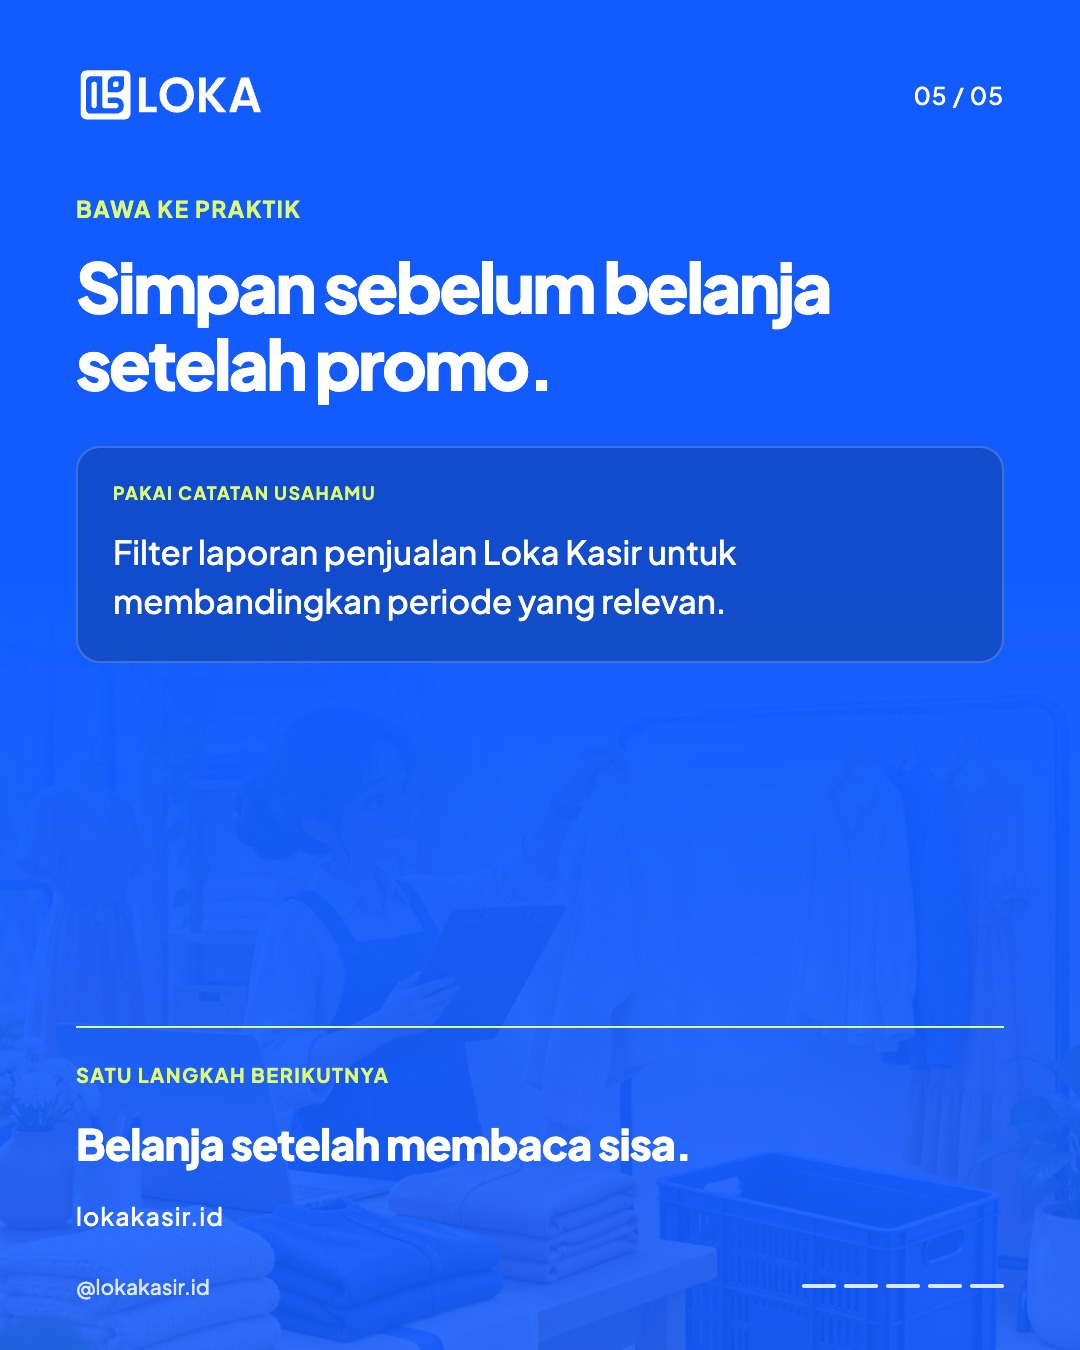 LOKA
05 / 05
BAWA KE PRAKTIK
Simpan sebelum belanja
setelah promo.
PAKAI CATATAN USAHAMU
Filter laporan penjualan Loka Kasir untuk
membandingkan periode yang relevan.
SATU LANGKAH BERIKUTNYA
Belanja setelah membaca sisa.
lokakasir.id
@lokakasir.id